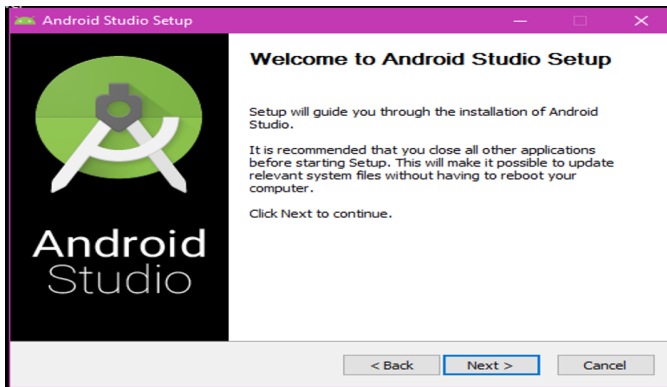 Android Studio Setup
Welcome to Android Studio Setup
Setup will guide you through the installation of Android
Studio.
It is recommended that you close all other applications
before starting Setup. This will make it possible to update
relevant system files without having to reboot your
computer.
Click Next to continue.
Android
Studio
< Back
Next >
Cancel